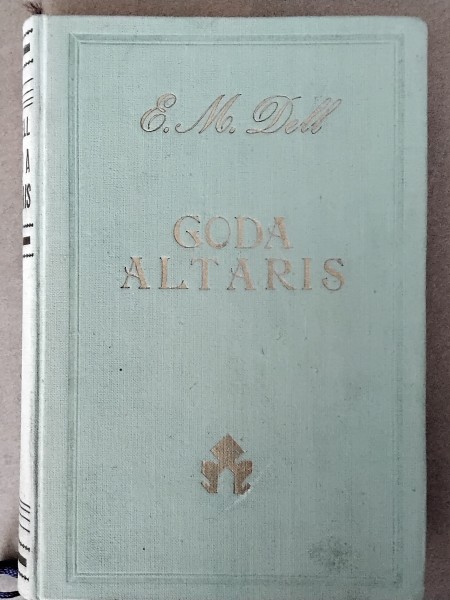 E. M. Dell
GODA
ALTARIS